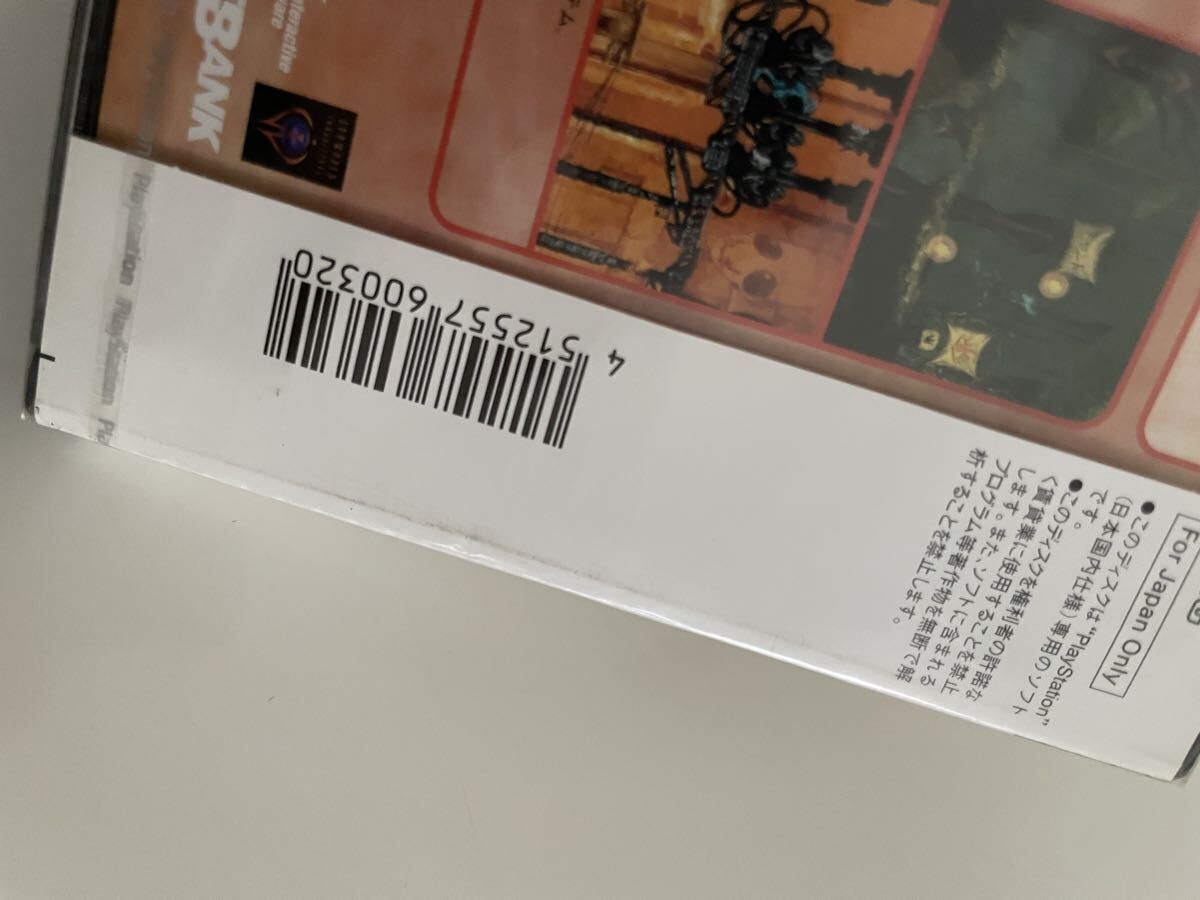 For Japan Only
●このディスクは“PlayStation”
(日本国内仕様)専用のソフト
です。
●このディスクを権利者の許諾な
く賃貸業に使用することを禁止
します。また、ソフトに含まれる
プログラム等著作物を無断で解
析することを禁止します。
4 512557 600320
BANK
PlayStation PlayStation